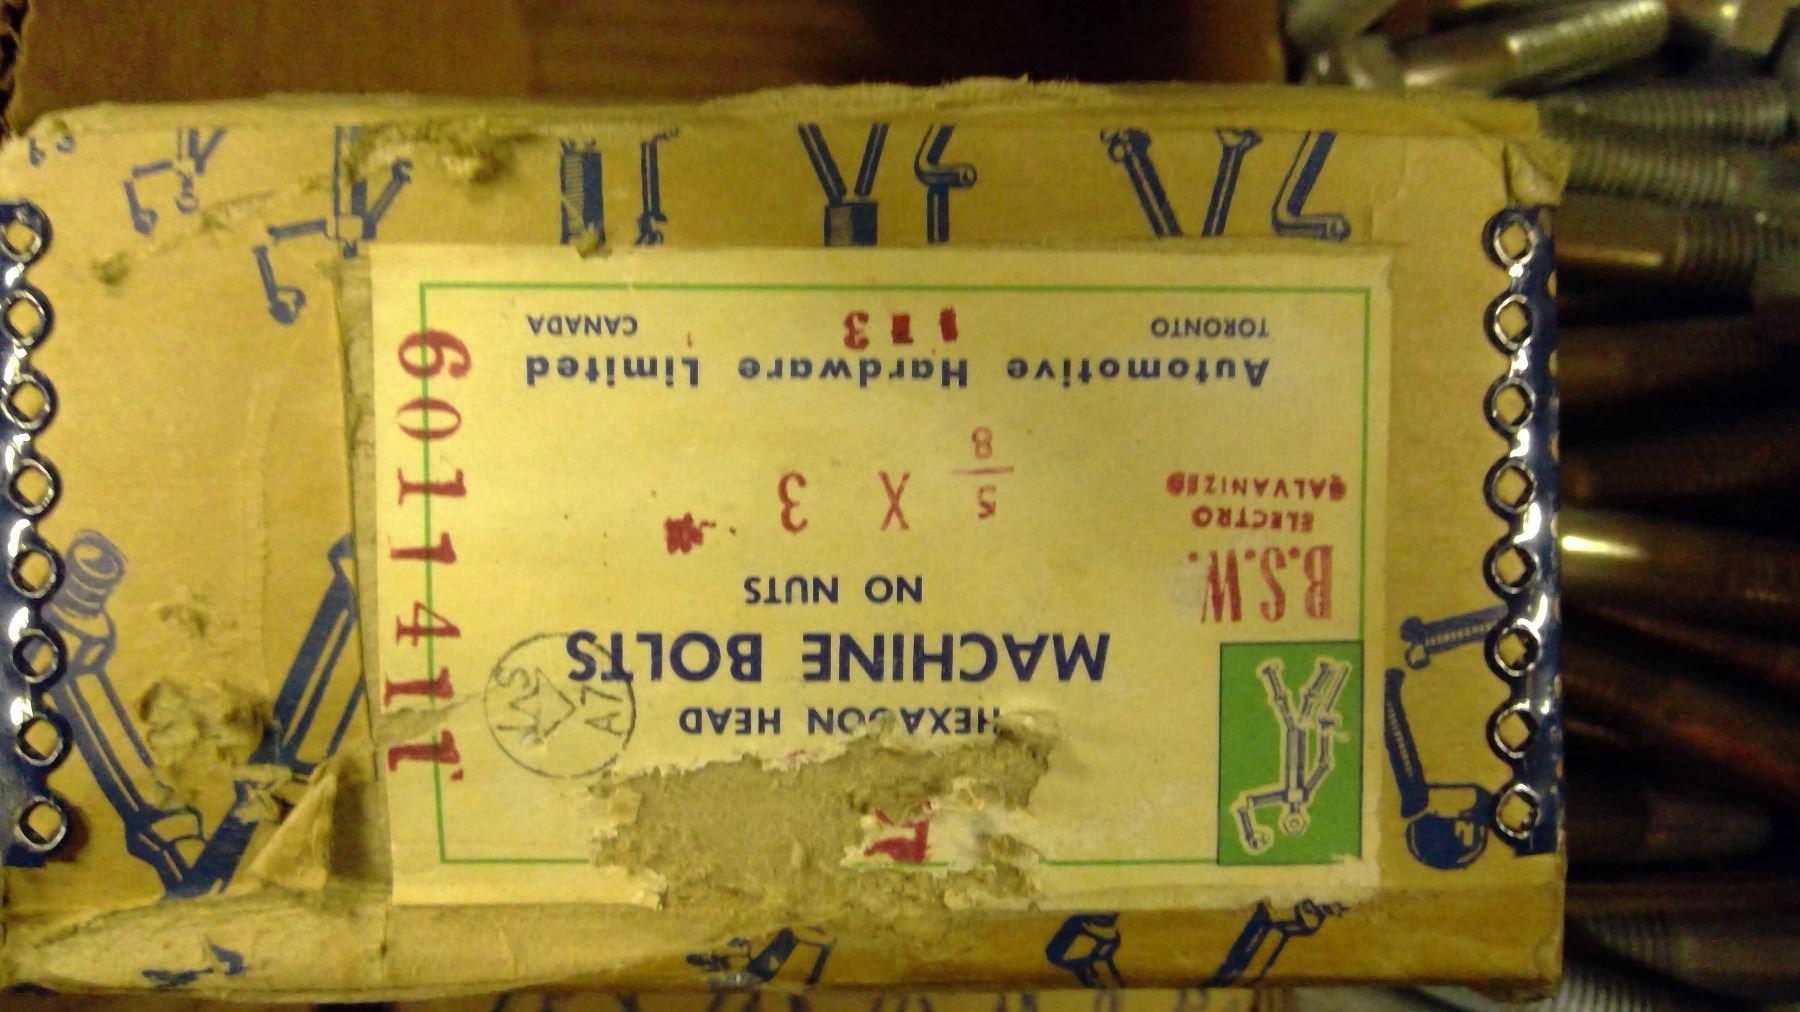 HEXAGON HEAD
MACHINE BOLTS
NO NUTS
B.S.W.
ELECTRO
GALVANIZED
5/8 X 3
Automotive Hardware Limited
TORONTO CANADA
6011411